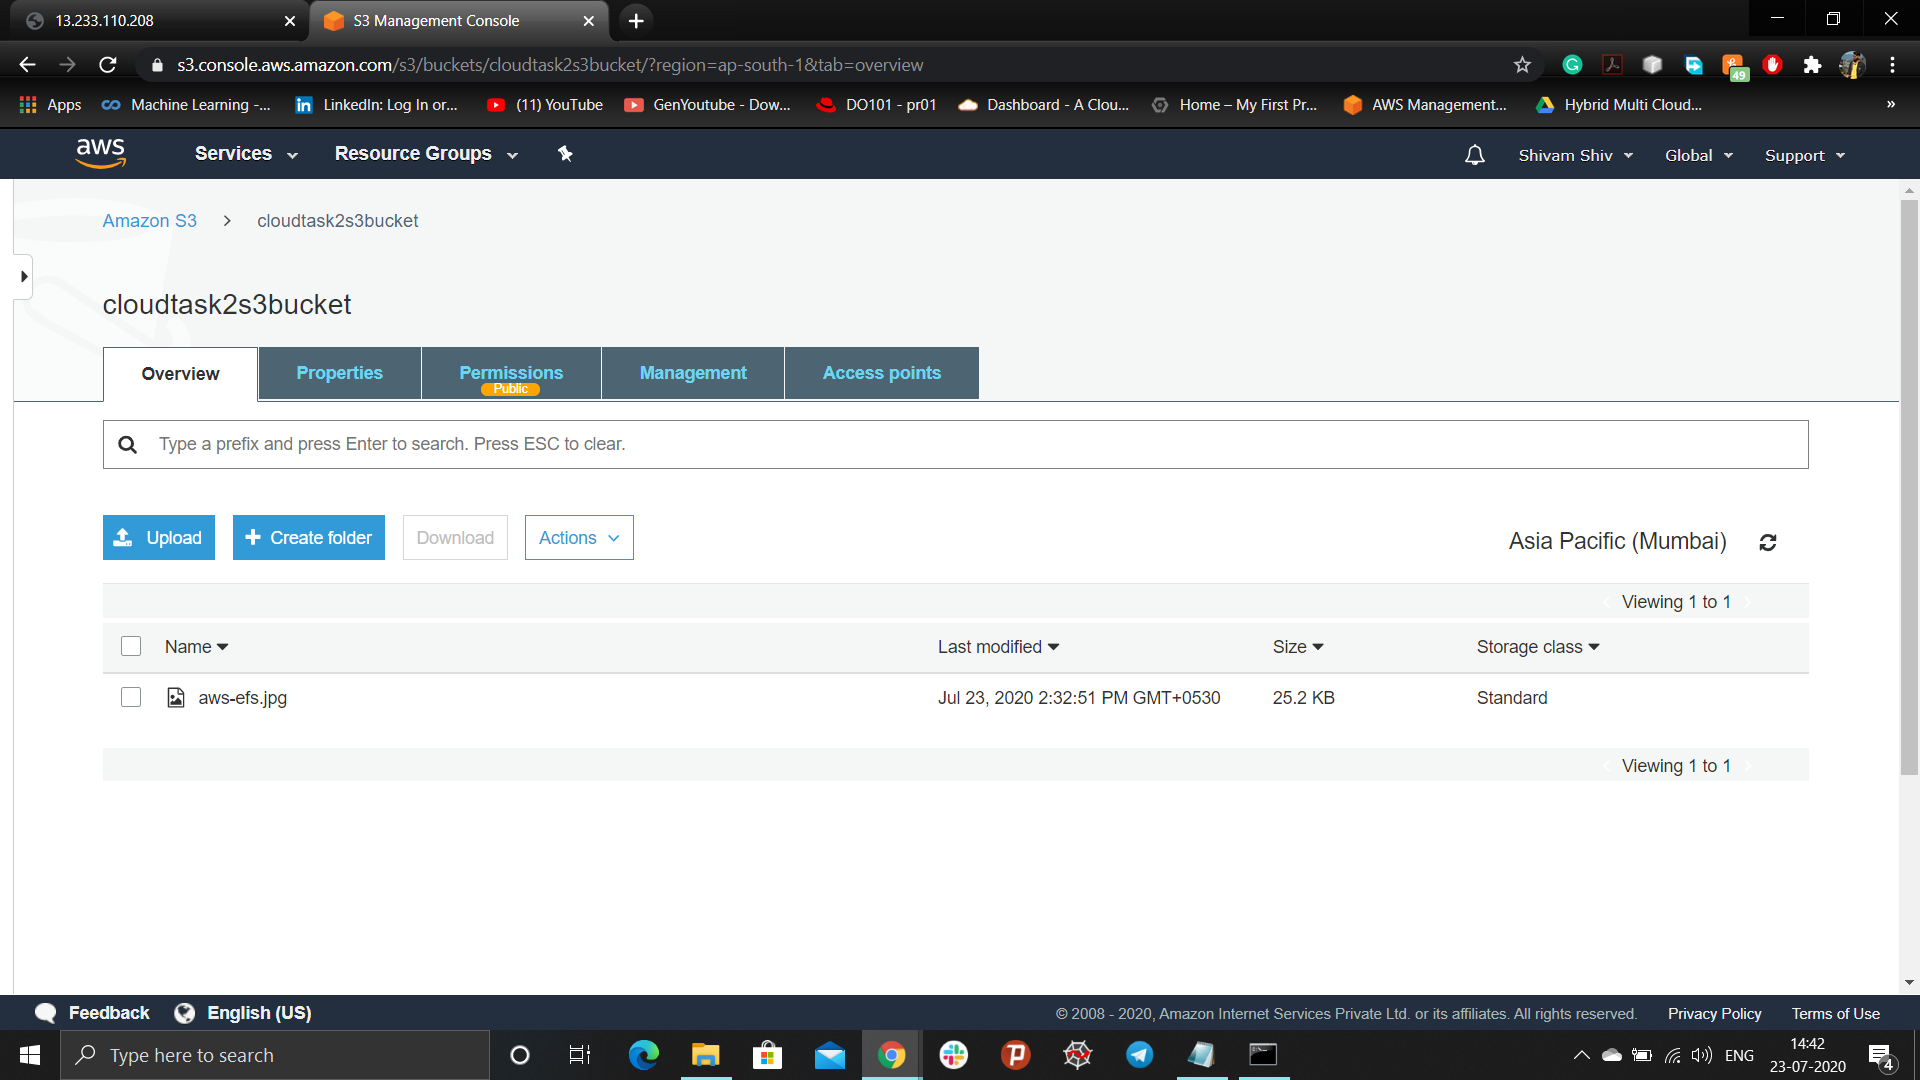 13.233.110.208
S3 Management Console
s3.console.aws.amazon.com/s3/buckets/cloudtask2s3bucket/?region=ap-south-1&tab=overview
49
Apps
Machine Learning -...
LinkedIn: Log In or...
(11) YouTube
GenYoutube - Dow...
DO101 - pr01
Dashboard - A Clou...
Home – My First Pr...
AWS Management...
Hybrid Multi Cloud...
»
aws
Services
Resource Groups
Shivam Shiv
Global
Support
Amazon S3 > cloudtask2s3bucket
cloudtask2s3bucket
Overview
Properties
Permissions
Public
Management
Access points
Type a prefix and press Enter to search. Press ESC to clear.
Upload
+ Create folder
Download
Actions
Asia Pacific (Mumbai)
Viewing 1 to 1
Name
Last modified
Size
Storage class
aws-efs.jpg
Jul 23, 2020 2:32:51 PM GMT+0530
25.2 KB
Standard
Viewing 1 to 1
Feedback
English (US)
© 2008 - 2020, Amazon Internet Services Private Ltd. or its affiliates. All rights reserved.
Privacy Policy
Terms of Use
Type here to search
ENG
14:42
23-07-2020
4